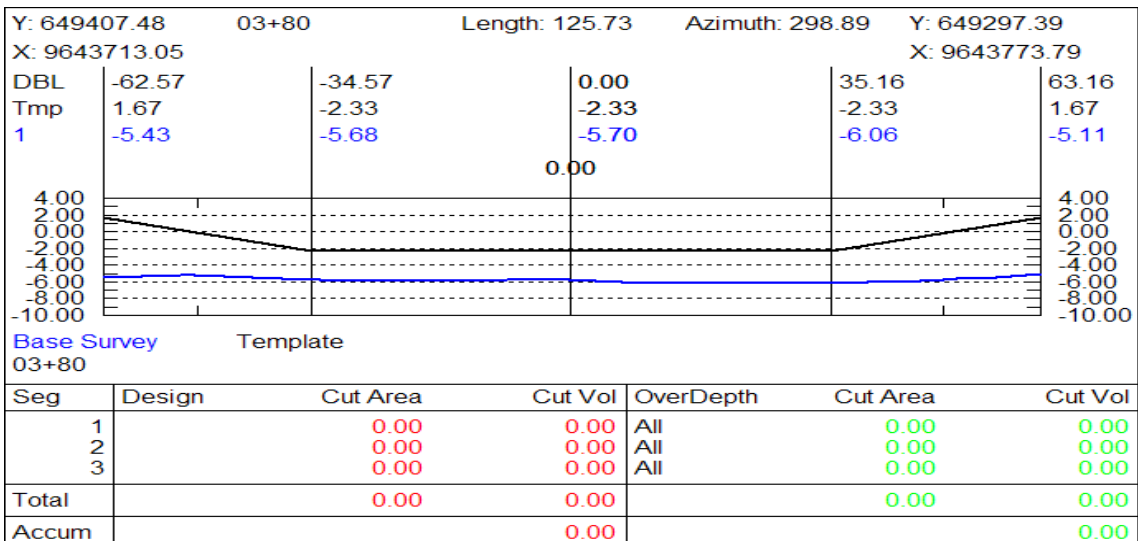 Y: 649407.48 03+80 Length: 125.73 Azimuth: 298.89 Y: 649297.39
X: 9643713.05 X: 9643773.79
DBL -62.57 -34.57 0.00 35.16 63.16
Tmp 1.67 -2.33 -2.33 -2.33 1.67
1 -5.43 -5.68 -5.70 -6.06 -5.11
0.00
4.00 4.00
2.00 2.00
0.00 0.00
-2.00 -2.00
-4.00 -4.00
-6.00 -6.00
-8.00 -8.00
-10.00 -10.00
Base Survey Template
03+80
Seg Design Cut Area Cut Vol OverDepth Cut Area Cut Vol
1 0.00 0.00 All 0.00 0.00
2 0.00 0.00 All 0.00 0.00
3 0.00 0.00 All 0.00 0.00
Total 0.00 0.00 0.00 0.00
Accum 0.00 0.00